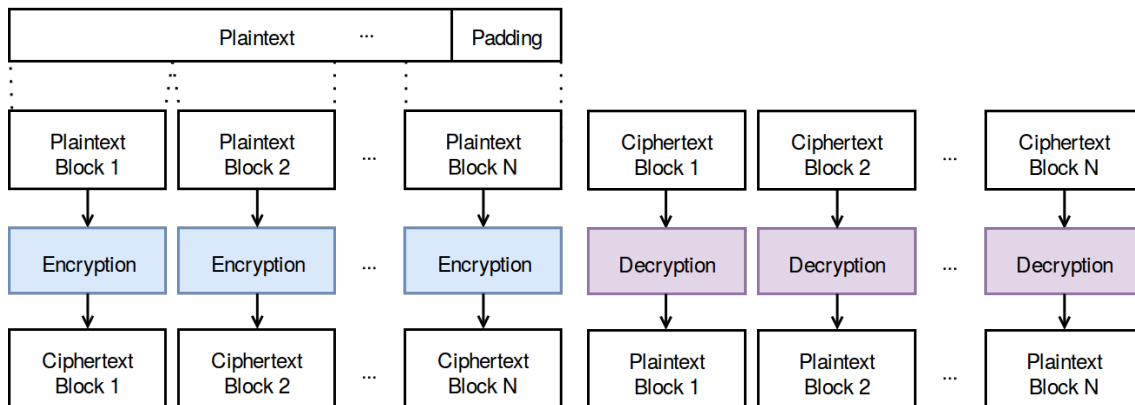 Plaintext ... Padding
Plaintext Plaintext Plaintext Ciphertext Ciphertext Ciphertext
Block 1 Block 2 ... Block N Block 1 Block 2 ... Block N
Encryption Encryption ... Encryption Decryption Decryption ... Decryption
Ciphertext Ciphertext Ciphertext Plaintext Plaintext Plaintext
Block 1 Block 2 ... Block N Block 1 Block 2 ... Block N